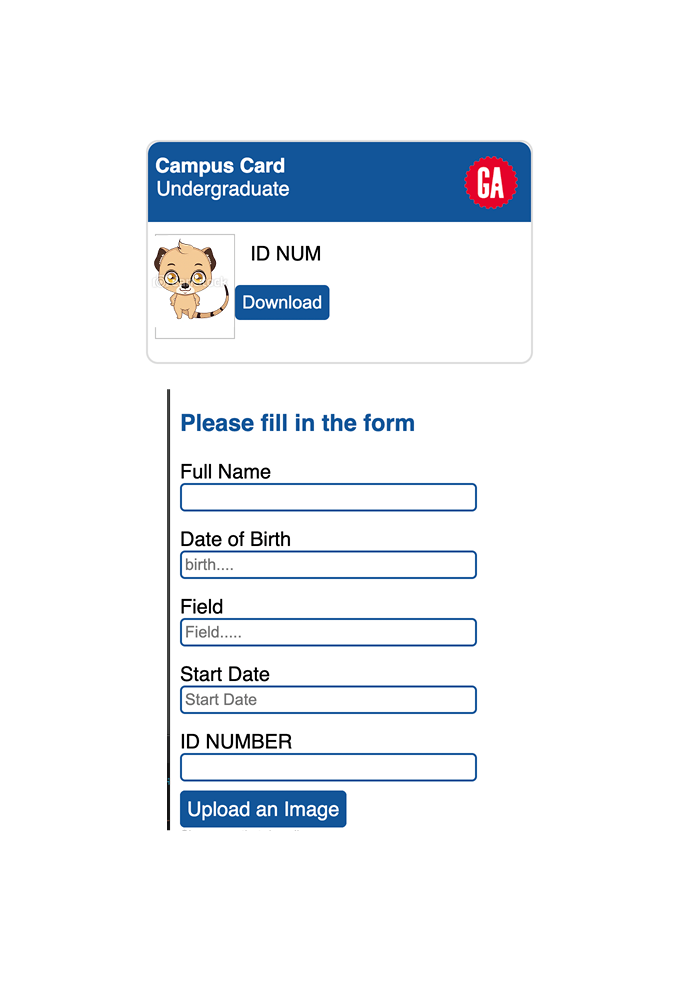 Campus Card
Undergraduate
GA
ID NUM
Download
Please fill in the form
Full Name
Date of Birth
birth....
Field
Field.....
Start Date
Start Date
ID NUMBER
Upload an Image